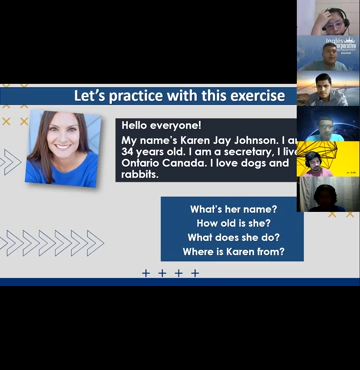 Let's practice with this exercise
Hello everyone!
My name's Karen Jay Johnson. I
34 years old. I am a secretary, I
Ontario Canada. I love dogs and
rabbits.
What's her name?
How old is she?
What does she do?
Where is Karen from?